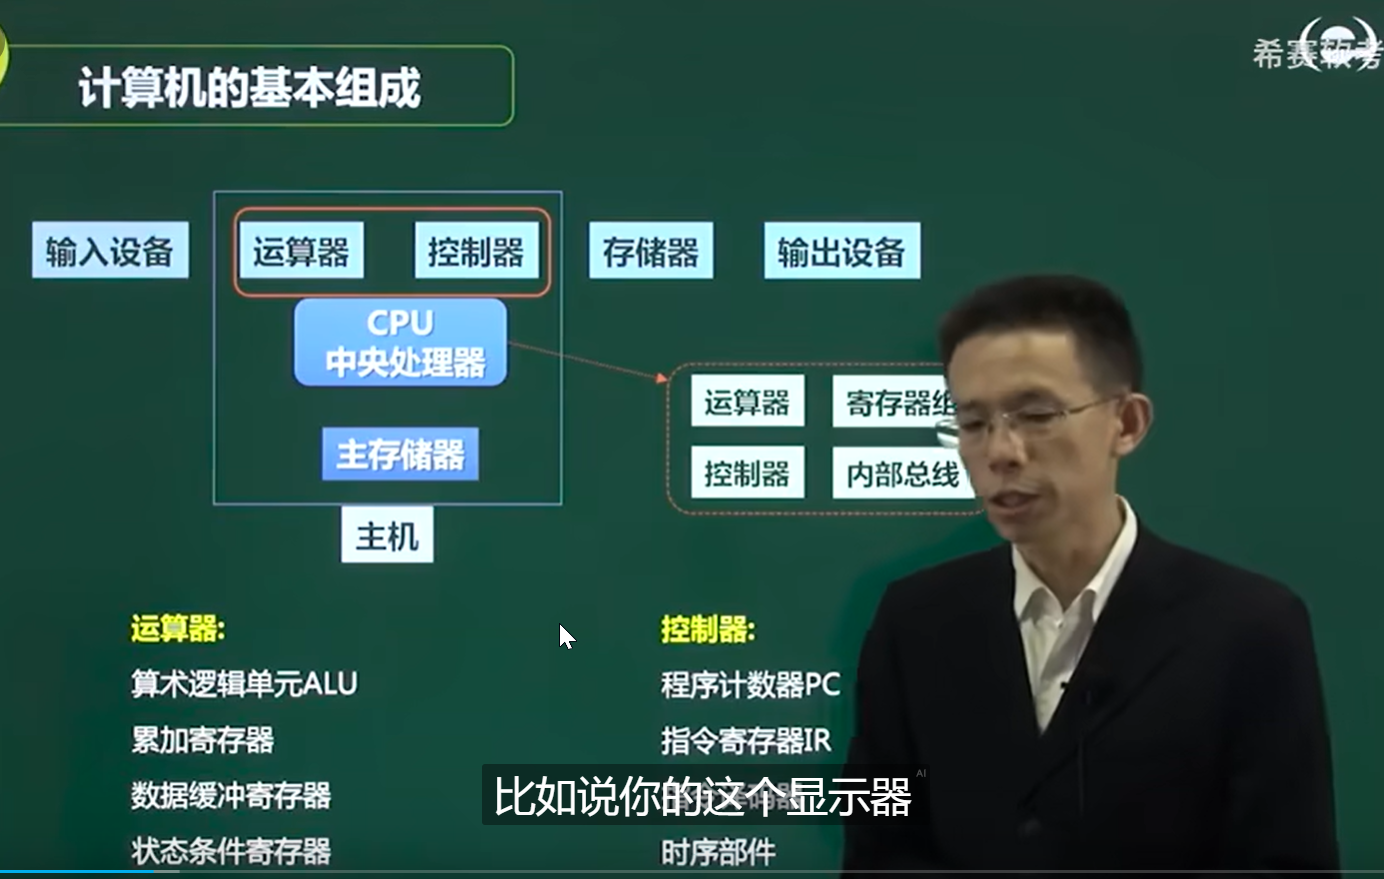 希赛软考
计算机的基本组成
输入设备
运算器
控制器
存储器
输出设备
CPU
中央处理器
运算器
寄存器组
控制器
内部总线
主存储器
主机
运算器:
算术逻辑单元ALU
累加寄存器
数据缓冲寄存器
状态条件寄存器
控制器:
程序计数器PC
指令寄存器IR
时序部件
比如说你的这个显示器
AI